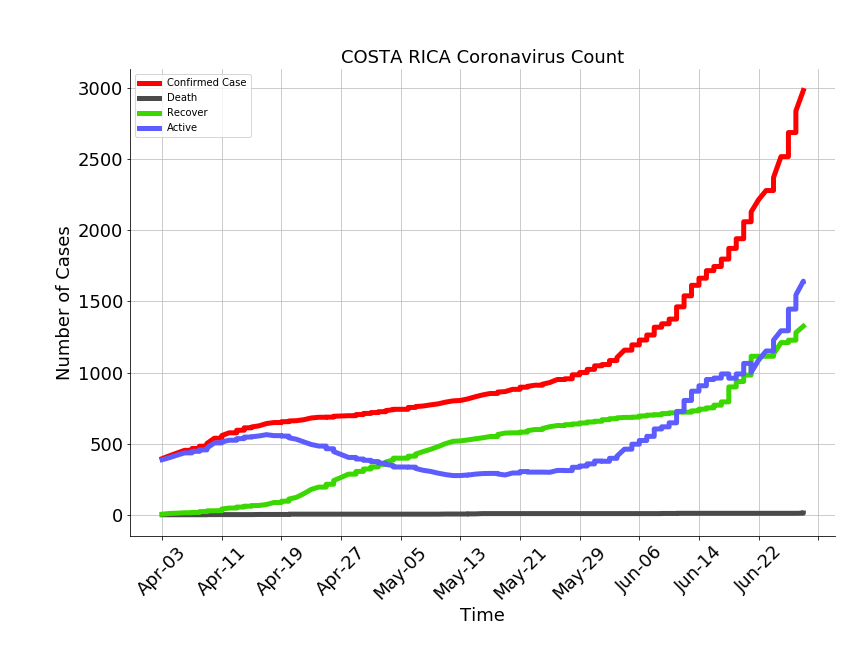 COSTA RICA Coronavirus Count
Confirmed Case
Death
Recover
Active
Number of Cases
3000
2500
2000
1500
1000
500
0
Apr-03
Apr-11
Apr-19
Apr-27
May-05
May-13
May-21
May-29
Jun-06
Jun-14
Jun-22
Time